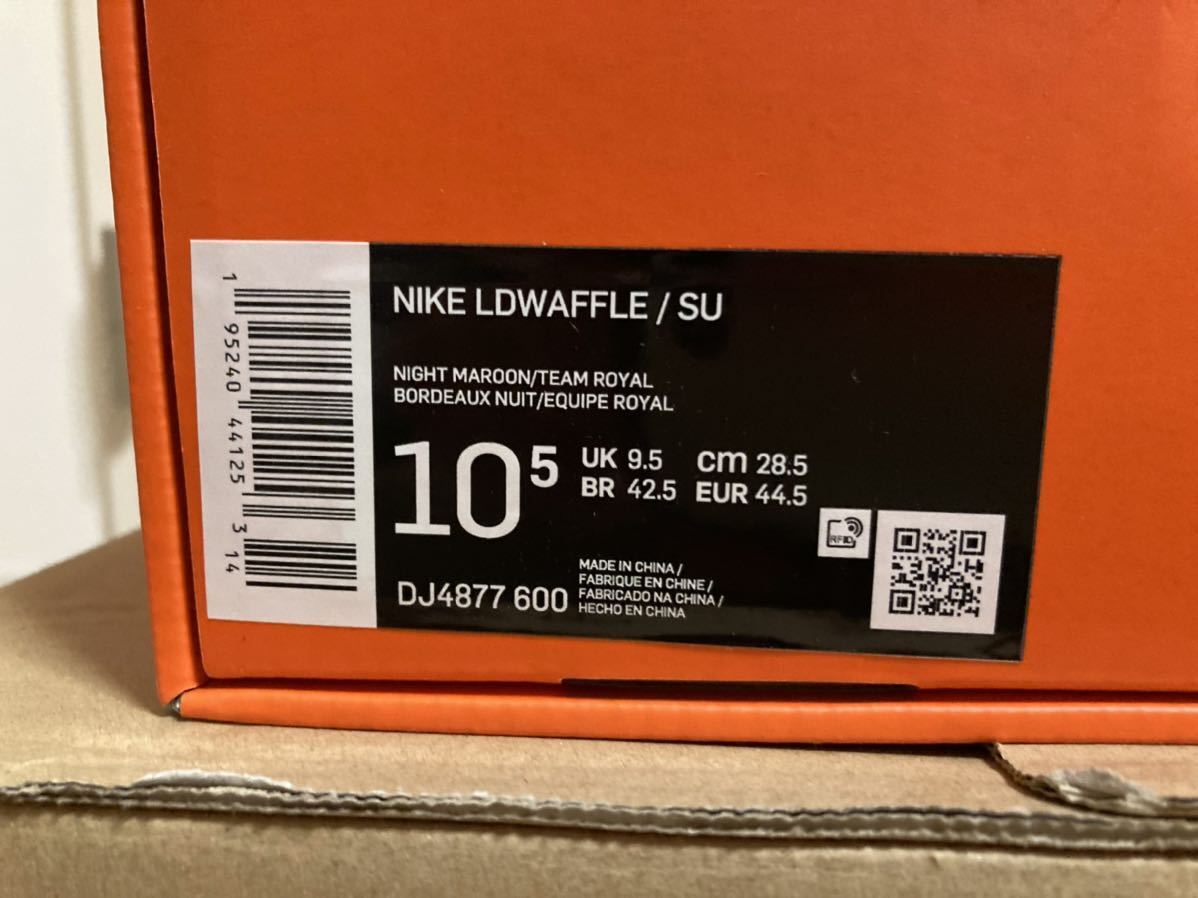 1 95240 44125 3 14
NIKE LDWAFFLE / SU
NIGHT MAROON/TEAM ROYAL
BORDEAUX NUIT/EQUIPE ROYAL
10 5
UK 9.5 cm 28.5
BR 42.5 EUR 44.5
RFID
DJ4877 600
MADE IN CHINA /
FABRIQUE EN CHINE /
FABRICADO NA CHINA /
HECHO EN CHINA